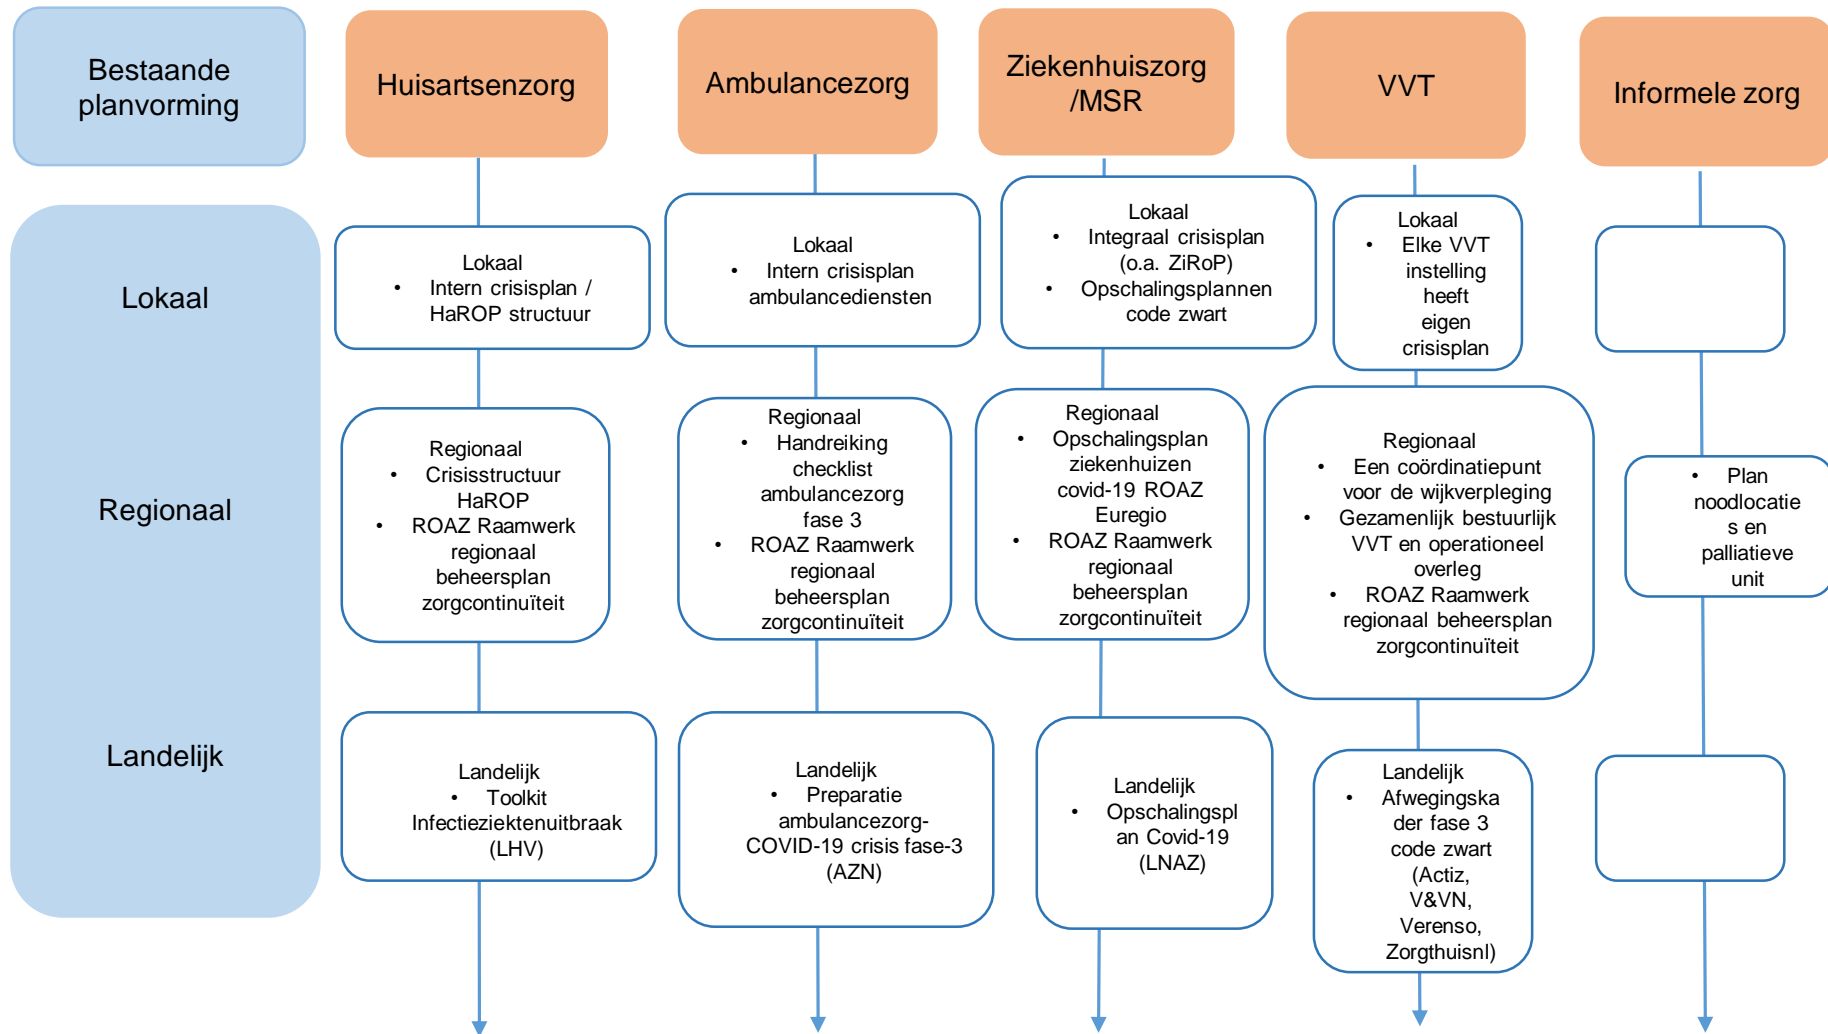 Bestaande
planvorming
Huisartsenzorg
Ambulancezorg
Ziekenhuiszorg
/MSR
VVT
Informele zorg
Lokaal
Lokaal
• Intern crisisplan /
HaROP structuur
Lokaal
• Intern crisisplan
ambulancediensten
Lokaal
• Integraal crisisplan
(o.a. ZiRoP)
• Opschalingsplannen
code zwart
Lokaal
• Elke VVT
instelling
heeft
eigen
crisisplan
Regionaal
Regionaal
• Crisisstructuur
HaROP
• ROAZ Raamwerk
regionaal
beheersplan
zorgcontinuïteit
Regionaal
• Handreiking
checklist
ambulancezorg
fase 3
• ROAZ Raamwerk
regionaal
beheersplan
zorgcontinuïteit
Regionaal
• Opschalingsplan
ziekenhuizen
covid-19 ROAZ
Euregio
• ROAZ Raamwerk
regionaal
beheersplan
zorgcontinuïteit
Regionaal
• Een coördinatiepunt
voor de wijkverpleging
• Gezamenlijk bestuurlijk
VVT en operationeel
overleg
• ROAZ Raamwerk
regionaal beheersplan
zorgcontinuïteit
• Plan
noodlocatie
s en
palliatieve
unit
Landelijk
Landelijk
• Toolkit
Infectieziektenuitbraak
(LHV)
Landelijk
• Preparatie
ambulancezorg-
COVID-19 crisis fase-3
(AZN)
Landelijk
• Opschalingspl
an Covid-19
(LNAZ)
Landelijk
• Afwegingska
der fase 3
code zwart
(Actiz,
V&VN,
Verenso,
Zorgthuisnl)